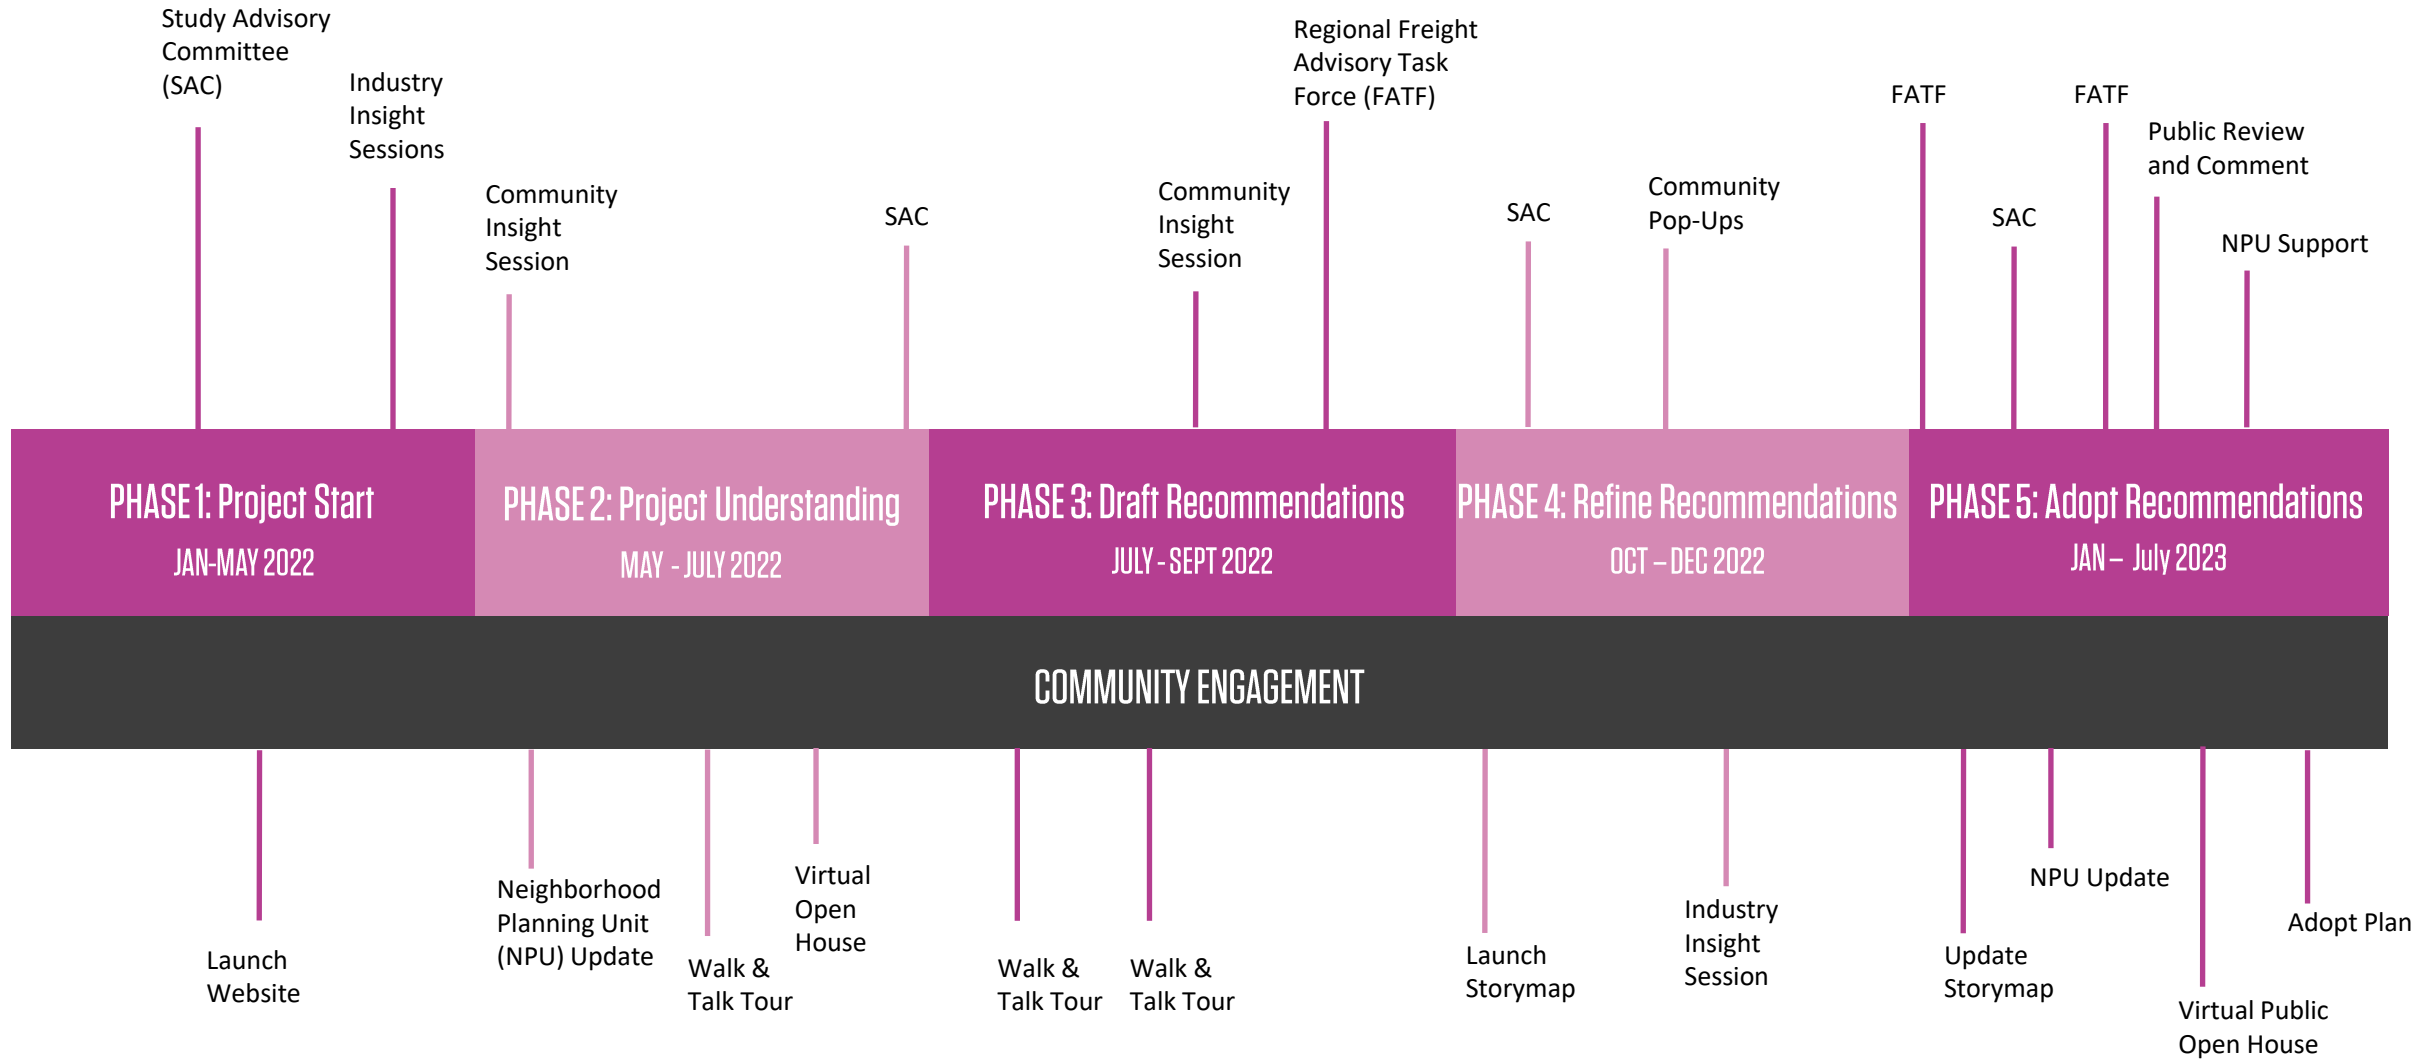 Study Advisory
Committee
(SAC)
Industry
Insight
Sessions
Community
Insight
Session
SAC
Community
Insight
Session
Regional Freight
Advisory Task
Force (FATF)
SAC
Community
Pop-Ups
FATF
SAC
FATF
Public Review
and Comment
NPU Support
PHASE 1: Project Start
JAN-MAY 2022
PHASE 2: Project Understanding
MAY - JULY 2022
PHASE 3: Draft Recommendations
JULY - SEPT 2022
PHASE 4: Refine Recommendations
OCT – DEC 2022
PHASE 5: Adopt Recommendations
JAN – July 2023
COMMUNITY ENGAGEMENT
Launch
Website
Neighborhood
Planning Unit
(NPU) Update
Walk &
Talk Tour
Virtual
Open
House
Walk &
Talk Tour
Walk &
Talk Tour
Launch
Storymap
Industry
Insight
Session
Update
Storymap
NPU Update
Virtual Public
Open House
Adopt Plan